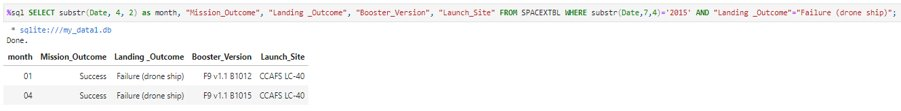 %sql SELECT substr(Date, 4, 2) as month, "Mission_Outcome", "Landing _Outcome", "Booster_Version", "Launch_Site" FROM SPACEXTBL WHERE substr(Date,7,4)='2015' AND "Landing _Outcome"="Failure (drone ship)";
* sqlite:///my_data1.db
Done.
month Mission_Outcome Landing _Outcome Booster_Version Launch_Site
01 Success Failure (drone ship) F9 v1.1 B1012 CCAFS LC-40
04 Success Failure (drone ship) F9 v1.1 B1015 CCAFS LC-40